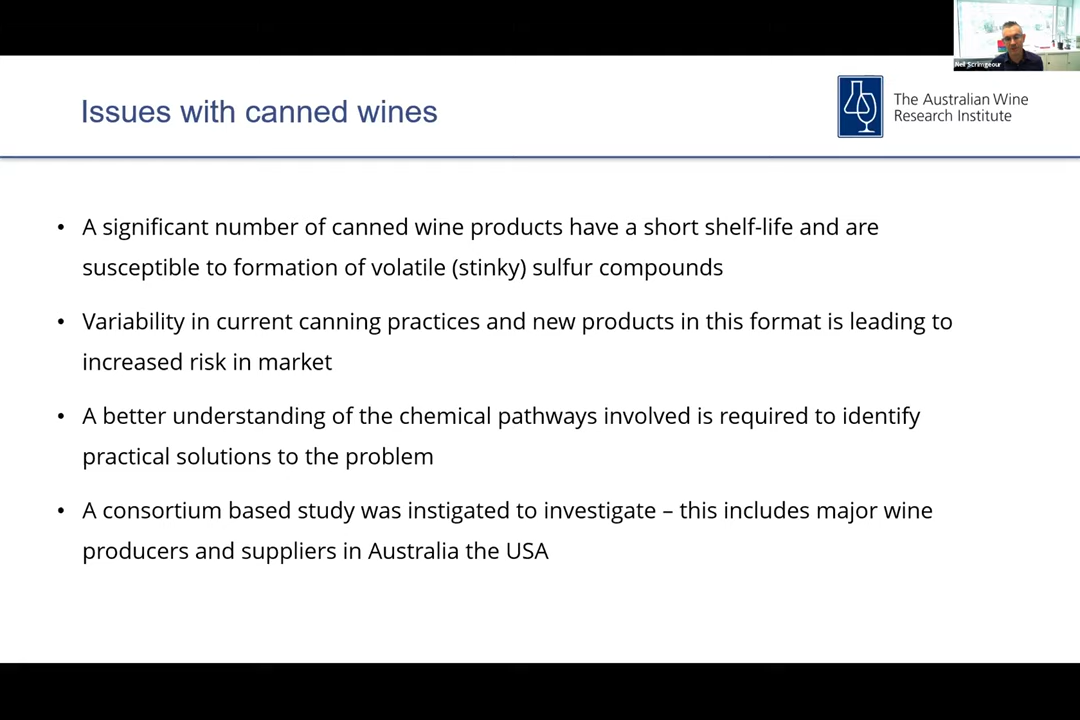 Neil Scrimgeour
Issues with canned wines
The Australian Wine
Research Institute
• A significant number of canned wine products have a short shelf-life and are
susceptible to formation of volatile (stinky) sulfur compounds
• Variability in current canning practices and new products in this format is leading to
increased risk in market
• A better understanding of the chemical pathways involved is required to identify
practical solutions to the problem
• A consortium based study was instigated to investigate – this includes major wine
producers and suppliers in Australia the USA